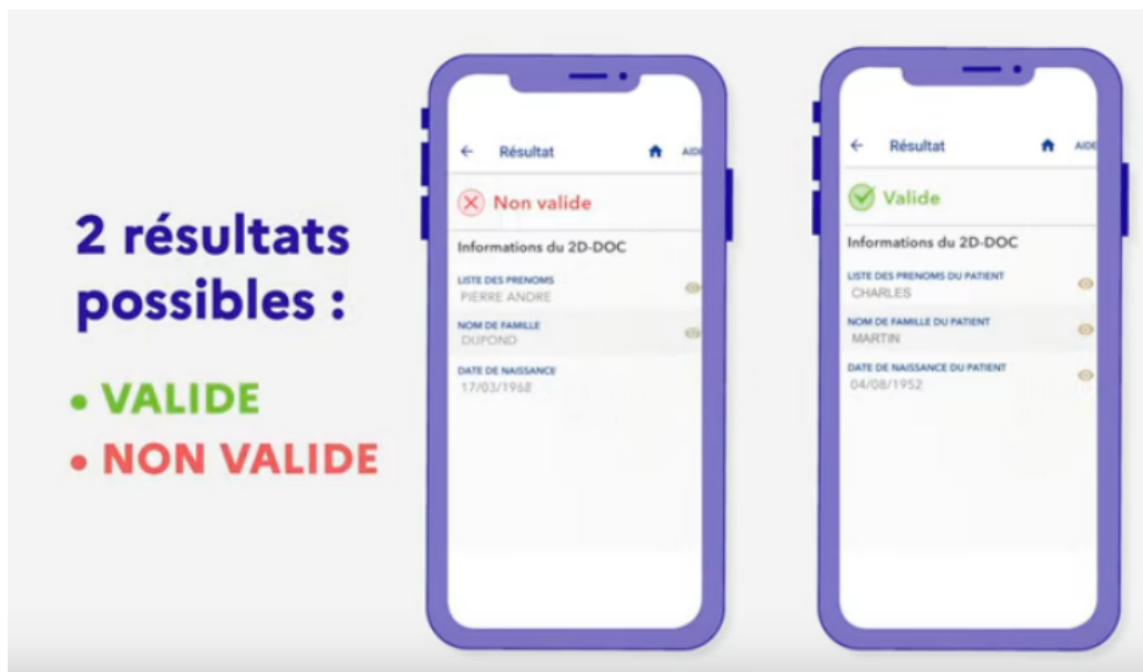 2 résultats
possibles :
• VALIDE
• NON VALIDE
Résultat
Non valide
Informations du 2D-DOC
LISTE DES PRENOMS
PIERRE ANDRE
NOM DE FAMILLE
DUPOND
DATE DE NAISSANCE
17/03/1968
Résultat
Valide
Informations du 2D-DOC
LISTE DES PRENOMS DU PATIENT
CHARLES
NOM DE FAMILLE DU PATIENT
MARTIN
DATE DE NAISSANCE DU PATIENT
04/08/1952